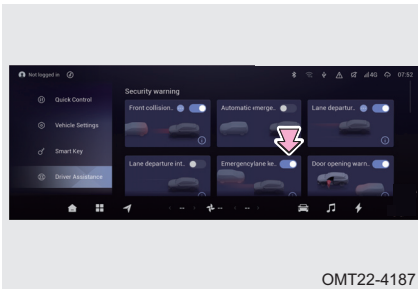 Not logged in 4G 07:52
Security warning
Quick Control
Front collision.. Automatic emerge.. Lane departur..
Vehicle Settings
Smart Key
Lane departure int.. Emergencylane ke.. Door opening warn..
Driver Assistance
OMT22-4187